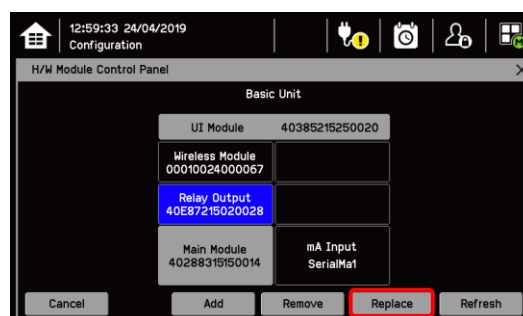 12:59:33 24/04/2019
Configuration
H/W Module Control Panel
Basic Unit
UI Module 40385215250020
Wireless Module
00010024000067
Relay Output
40E87215020028
Main Module
40288315150014
mA Input
SerialMa1
Cancel Add Remove Replace Refresh